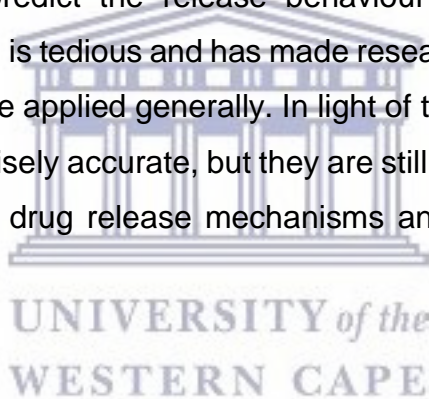 predict the release behaviour
is tedious and has made resea
e applied generally. In light of t
isely accurate, but they are still
drug release mechanisms an
UNIVERSITY of the
WESTERN CAPE